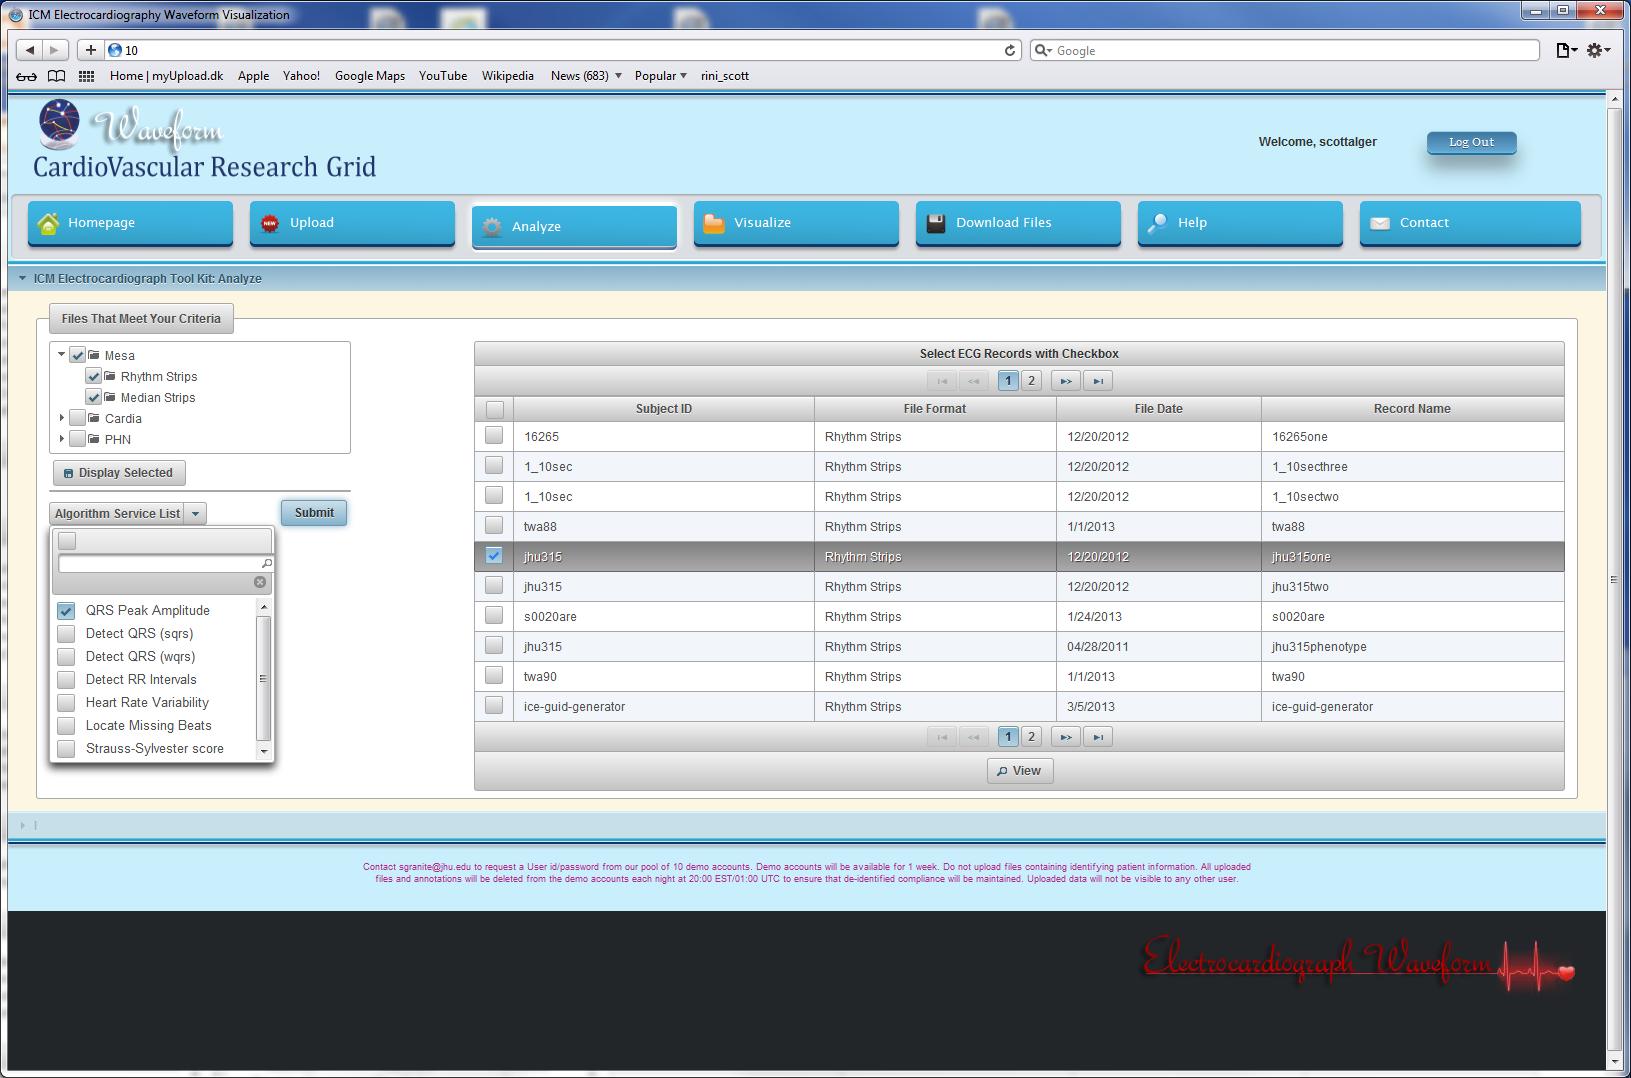 ICM Electrocardiography Waveform Visualization
10
Google
Home | myUpload.dk Apple Yahoo! Google Maps YouTube Wikipedia News (683) Popular rini_scott
Waveform
CardioVascular Research Grid
Welcome, scottalger
Log Out
Homepage
NEW Upload
Analyze
Visualize
Download Files
Help
Contact
ICM Electrocardiograph Tool Kit: Analyze
Files That Meet Your Criteria
Mesa
Rhythm Strips
Median Strips
Cardia
PHN
Display Selected
Algorithm Service List
Submit
QRS Peak Amplitude
Detect QRS (sqrs)
Detect QRS (wqrs)
Detect RR Intervals
Heart Rate Variability
Locate Missing Beats
Strauss-Sylvester score
Select ECG Records with Checkbox
1 2
Subject ID File Format File Date Record Name
16265 Rhythm Strips 12/20/2012 16265one
1_10sec Rhythm Strips 12/20/2012 1_10secthree
1_10sec Rhythm Strips 12/20/2012 1_10sectwo
twa88 Rhythm Strips 1/1/2013 twa88
jhu315 Rhythm Strips 12/20/2012 jhu315one
jhu315 Rhythm Strips 12/20/2012 jhu315two
s0020are Rhythm Strips 1/24/2013 s0020are
jhu315 Rhythm Strips 04/28/2011 jhu315phenotype
twa90 Rhythm Strips 1/1/2013 twa90
ice-guid-generator Rhythm Strips 3/5/2013 ice-guid-generator
1 2
View
Contact sgranite@jhu.edu to request a User id/password from our pool of 10 demo accounts. Demo accounts will be available for 1 week. Do not upload files containing identifying patient information. All uploaded
files and annotations will be deleted from the demo accounts each night at 20:00 EST/01:00 UTC to ensure that de-identified compliance will be maintained. Uploaded data will not be visible to any other user.
Electrocardiograph Waveform